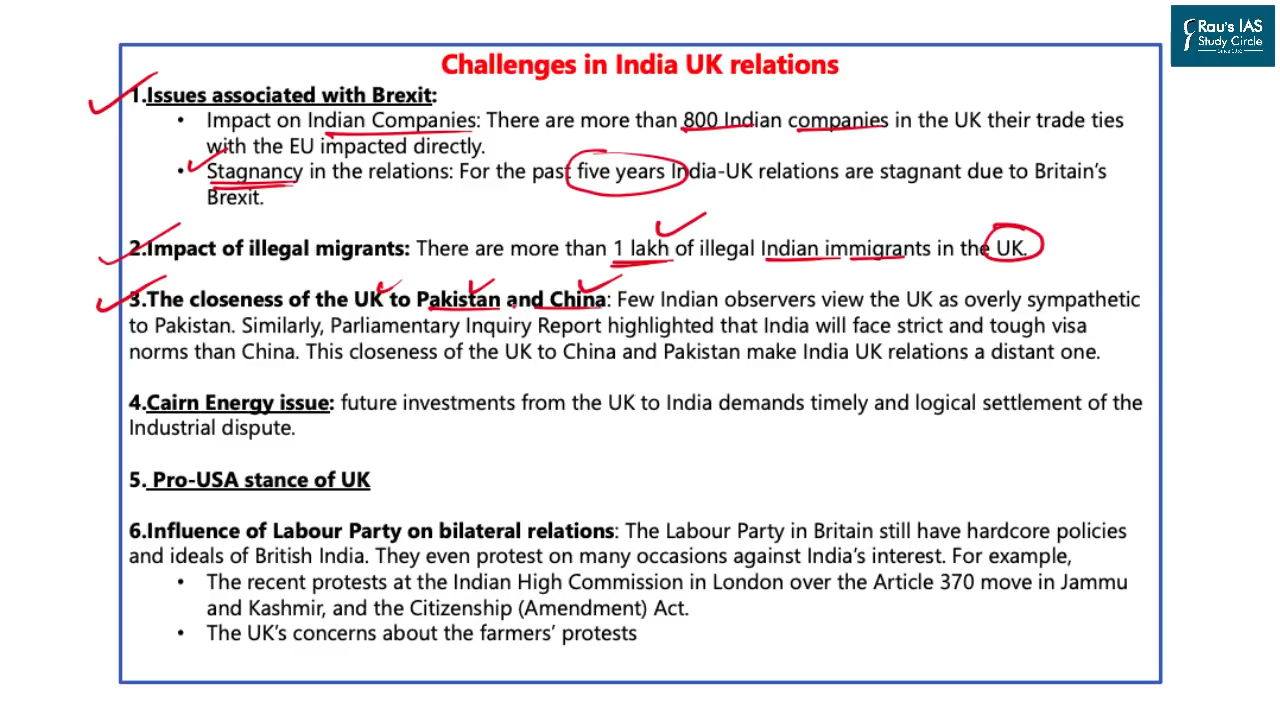 Rau's IAS
Study Circle
Challenges in India UK relations
1.Issues associated with Brexit:
• Impact on Indian Companies: There are more than 800 Indian companies in the UK their trade ties
with the EU impacted directly.
• Stagnancy in the relations: For the past five years India-UK relations are stagnant due to Britain's
Brexit.
2.Impact of illegal migrants: There are more than 1 lakh of illegal Indian immigrants in the UK.
3.The closeness of the UK to Pakistan and China: Few Indian observers view the UK as overly sympathetic
to Pakistan. Similarly, Parliamentary Inquiry Report highlighted that India will face strict and tough visa
norms than China. This closeness of the UK to China and Pakistan make India UK relations a distant one.
4.Cairn Energy issue: future investments from the UK to India demands timely and logical settlement of the
Industrial dispute.
5. Pro-USA stance of UK
6.Influence of Labour Party on bilateral relations: The Labour Party in Britain still have hardcore policies
and ideals of British India. They even protest on many occasions against India's interest. For example,
• The recent protests at the Indian High Commission in London over the Article 370 move in Jammu
and Kashmir, and the Citizenship (Amendment) Act.
• The UK's concerns about the farmers' protests